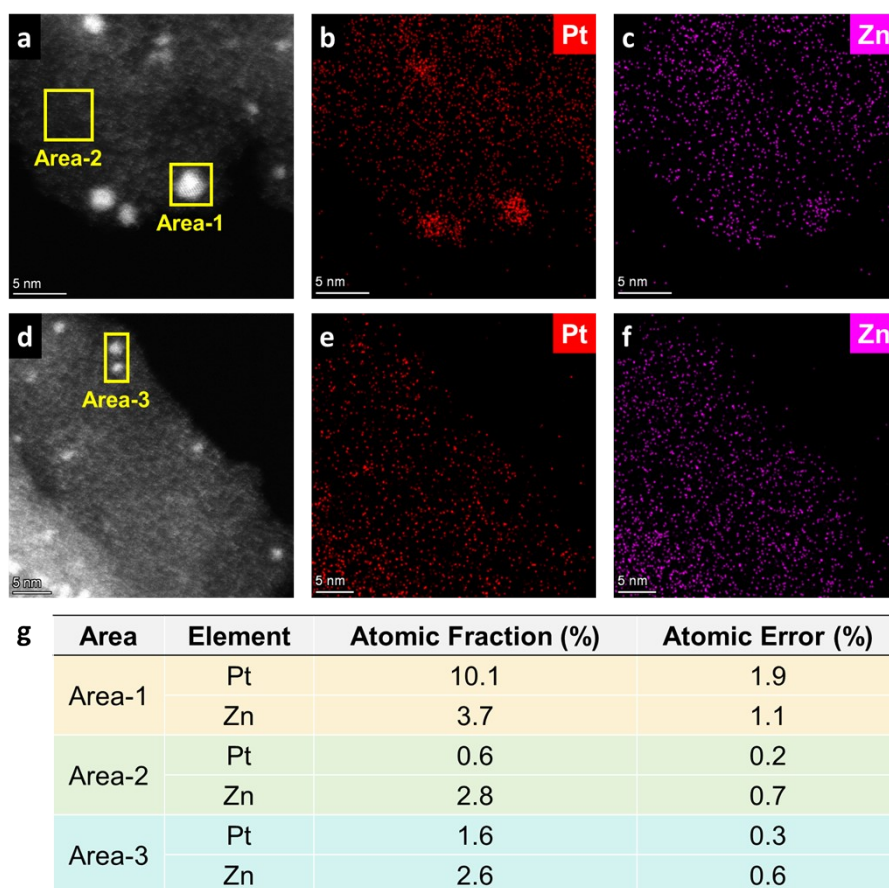 a
b
Pt
c
Zn
Area-2
Area-1
5 nm
5 nm
5 nm
d
e
Pt
f
Zn
Area-3
5 nm
5 nm
5 nm
g
Area Element Atomic Fraction (%) Atomic Error (%)
Area-1 Pt 10.1 1.9
Zn 3.7 1.1
Area-2 Pt 0.6 0.2
Zn 2.8 0.7
Area-3 Pt 1.6 0.3
Zn 2.6 0.6